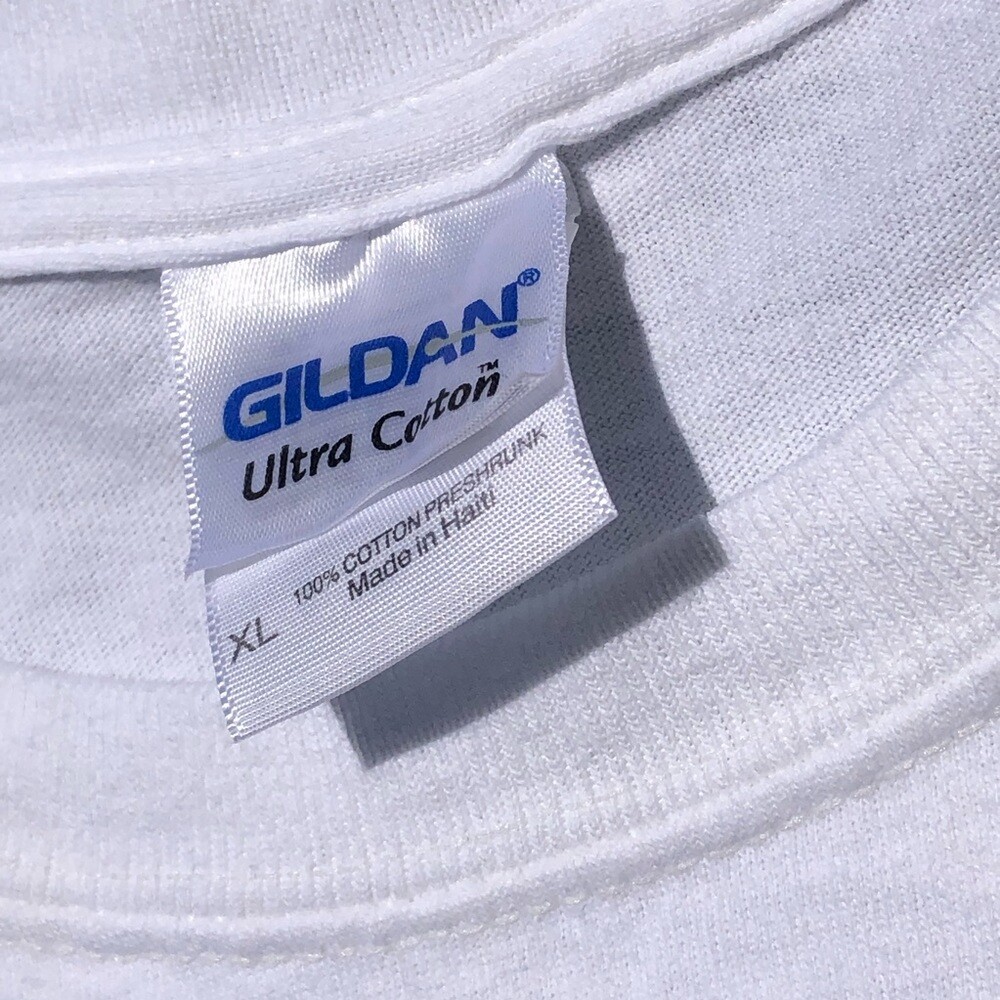 GILDAN®
Ultra Cotton™
100% COTTON PRESHRUNK
Made in Haiti
XL